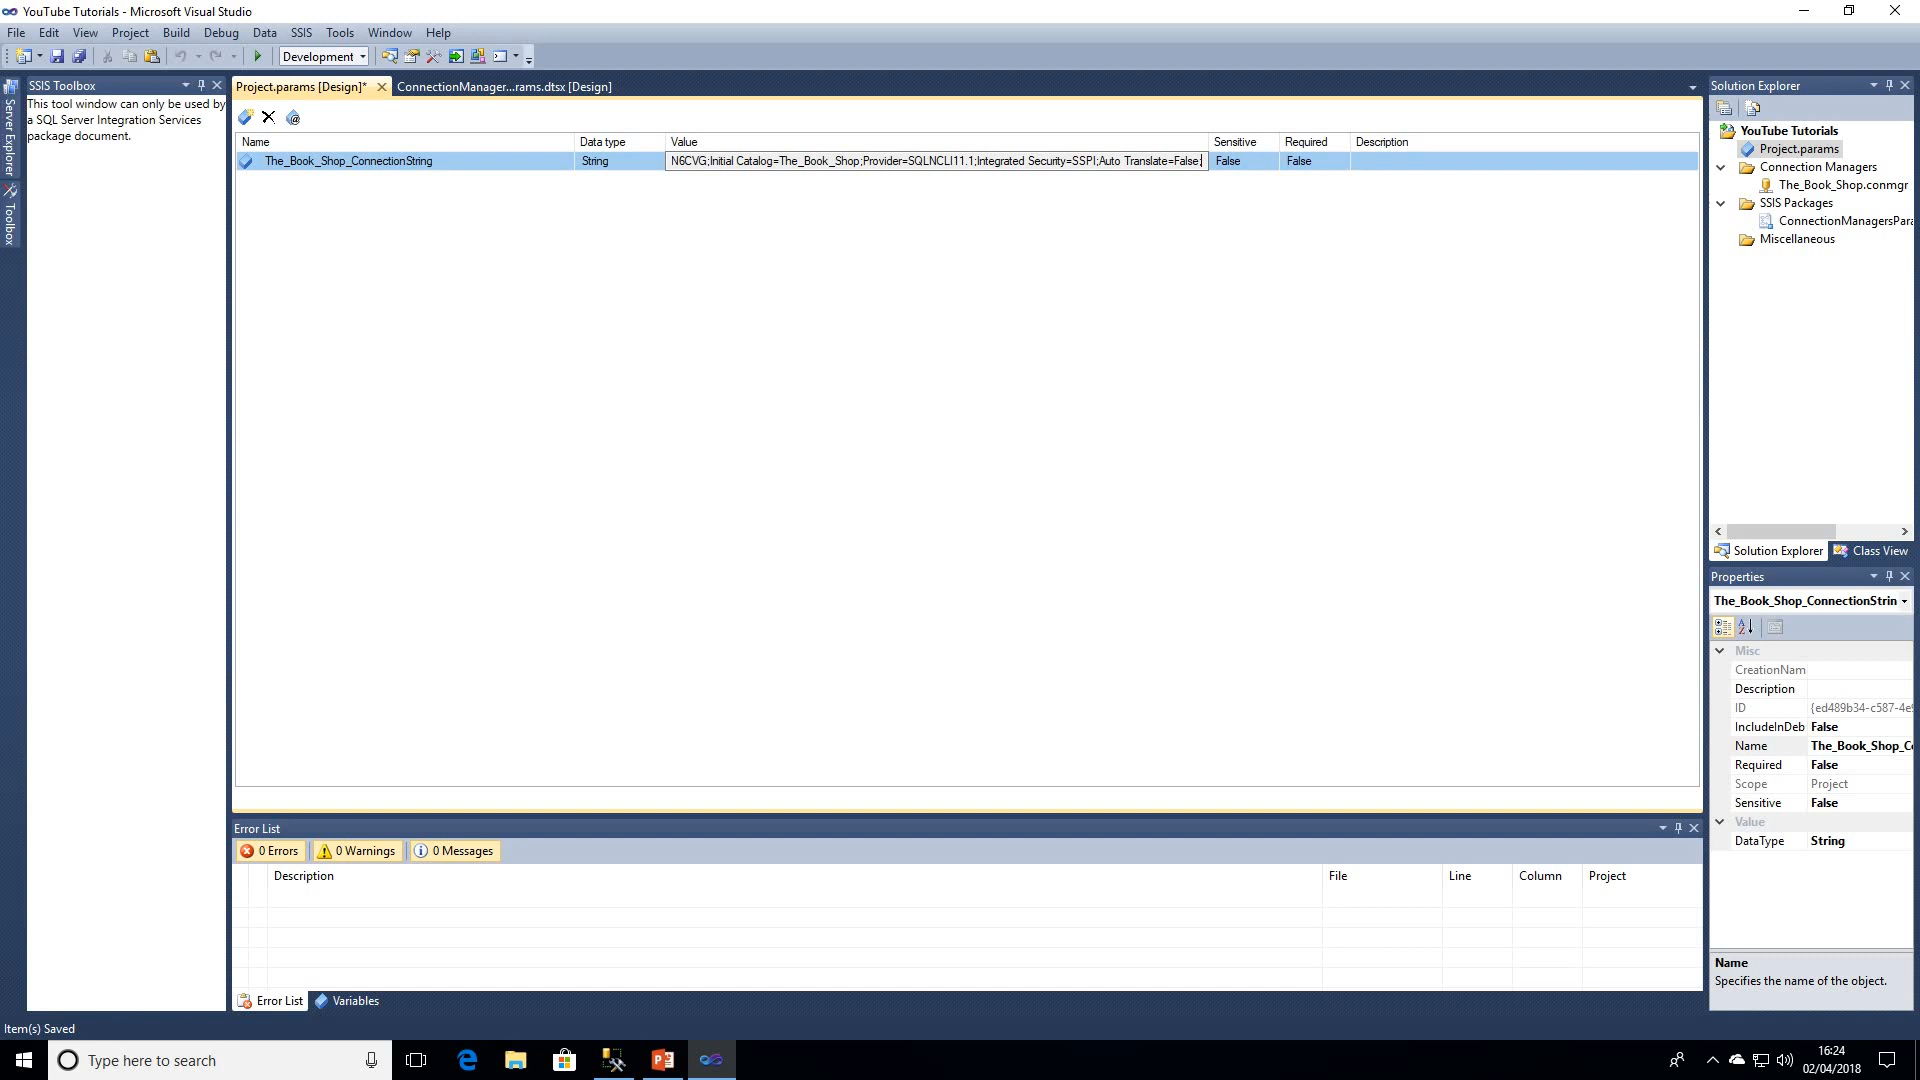 YouTube Tutorials - Microsoft Visual Studio
File Edit View Project Build Debug Data SSIS Tools Window Help
Development
SSIS Toolbox
This tool window can only be used by
a SQL Server Integration Services
package document.
Server Explorer
Toolbox
Project.params [Design]* ConnectionManager...rams.dtsx [Design]
Name Data type Value Sensitive Required Description
The_Book_Shop_ConnectionString String N6CVG;Initial Catalog=The_Book_Shop;Provider=SQLNCLI11.1;Integrated Security=SSPI;Auto Translate=False; False False
Solution Explorer
YouTube Tutorials
Project.params
Connection Managers
The_Book_Shop.conmgr
SSIS Packages
ConnectionManagersPara
Miscellaneous
Solution Explorer Class View
Properties
The_Book_Shop_ConnectionStrin
Misc
CreationNam
Description
ID {ed489b34-c587-4e
IncludeInDeb False
Name The_Book_Shop_C
Required False
Scope Project
Sensitive False
Value
DataType String
Name
Specifies the name of the object.
Error List
0 Errors 0 Warnings 0 Messages
Description File Line Column Project
Error List Variables
Item(s) Saved
Type here to search
16:24
02/04/2018